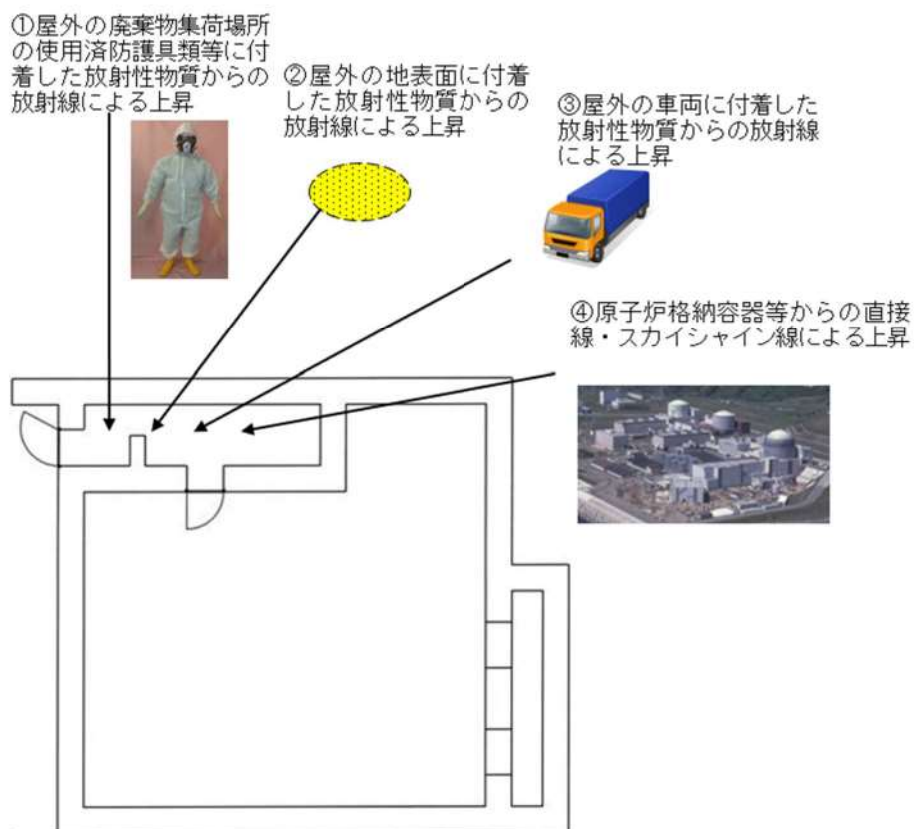 ①屋外の廃棄物集荷場所
の使用済防護具類等に付
着した放射性物質からの
放射線による上昇
②屋外の地表面に付着
した放射性物質からの
放射線による上昇
③屋外の車両に付着した
放射性物質からの放射線
による上昇
④原子炉格納容器等からの直接
線・スカイシャイン線による上昇